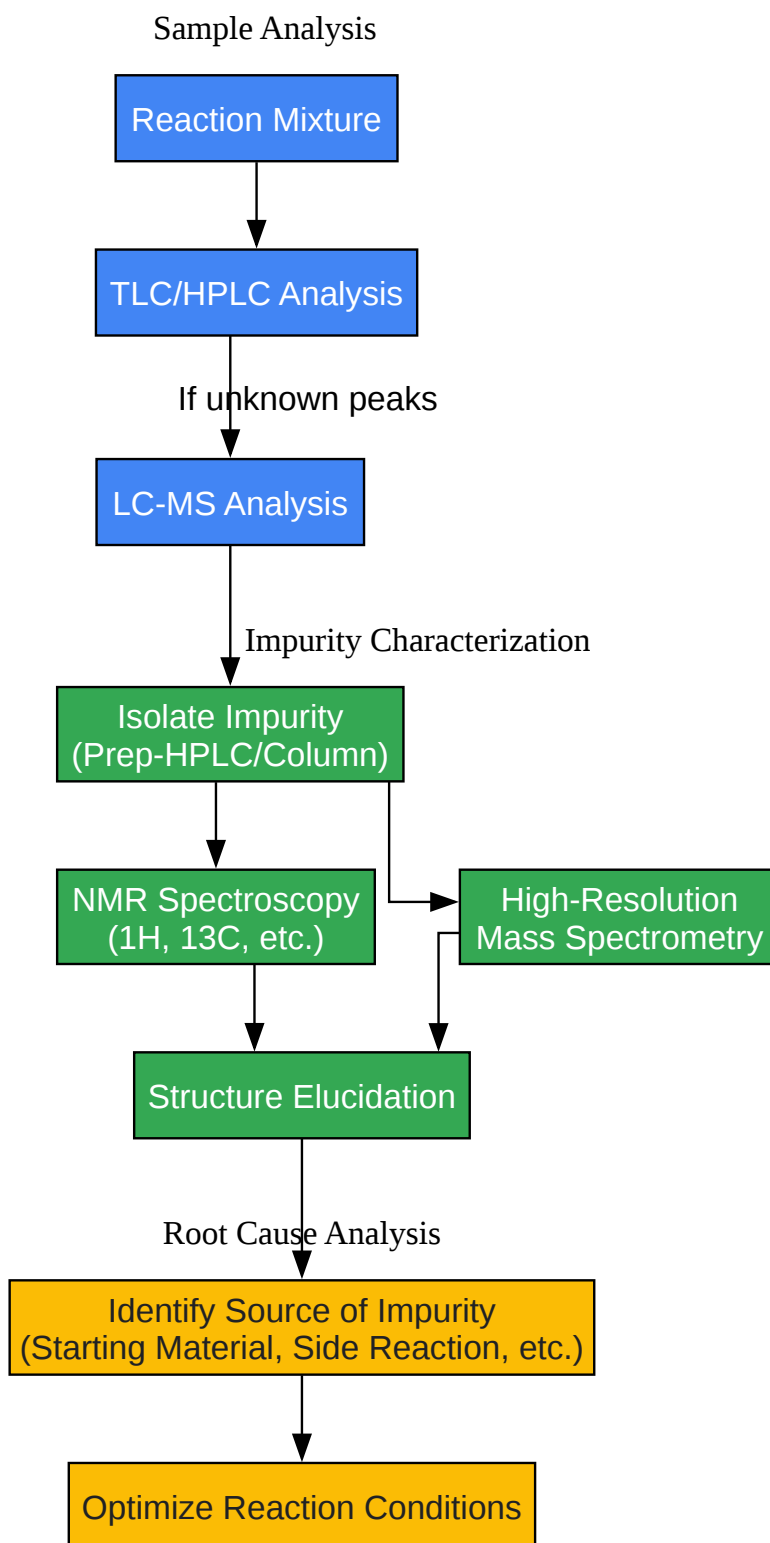 Sample Analysis
Reaction Mixture
TLC/HPLC Analysis
If unknown peaks
LC-MS Analysis
Impurity Characterization
Isolate Impurity
(Prep-HPLC/Column)
NMR Spectroscopy
(1H, 13C, etc.)
High-Resolution
Mass Spectrometry
Structure Elucidation
Root Cause Analysis
Identify Source of Impurity
(Starting Material, Side Reaction, etc.)
Optimize Reaction Conditions